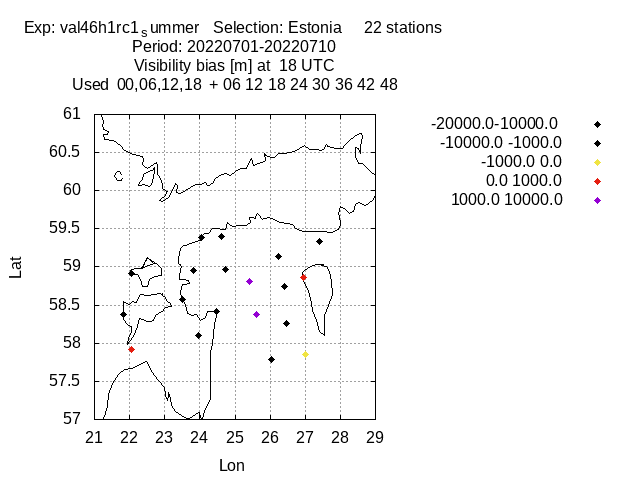 Exp: val46h1rc1summer   Selection: Estonia     22 stations
Period: 20220701-20220710
Visibility bias [m] at  18 UTC
Used  00,06,12,18  + 06 12 18 24 30 36 42 48
-20000.0-10000.0
-10000.0 -1000.0
-1000.0 0.0
0.0 1000.0
1000.0 10000.0
61
60.5
60
59.5
59
58.5
58
57.5
57
Lat
21 22 23 24 25 26 27 28 29
Lon